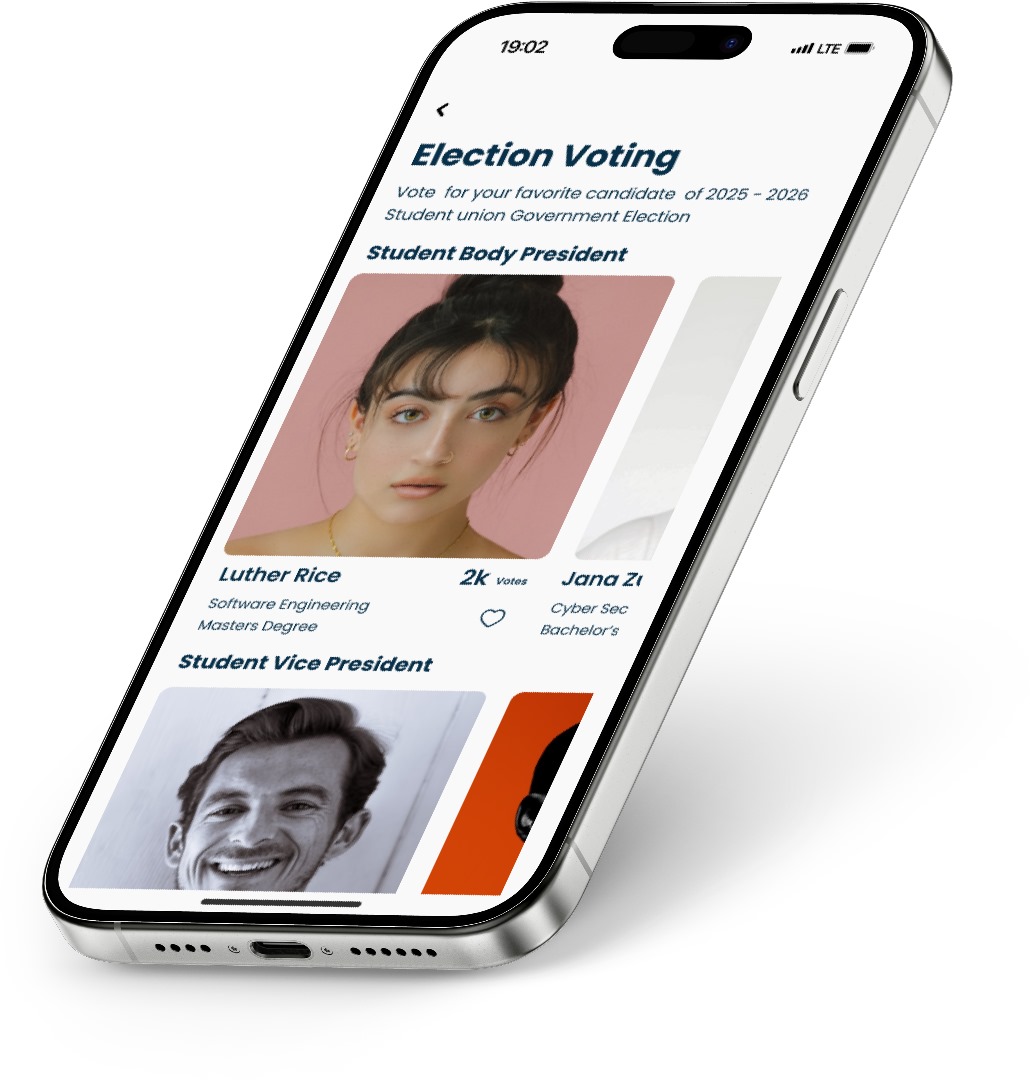 19:02
LTE
Election Voting
Vote for your favorite candidate of 2025 - 2026
Student union Government Election
Student Body President
Luther Rice
2k Votes
Software Engineering
Masters Degree
Jana
Cyber Sec
Bachelor's
Student Vice President